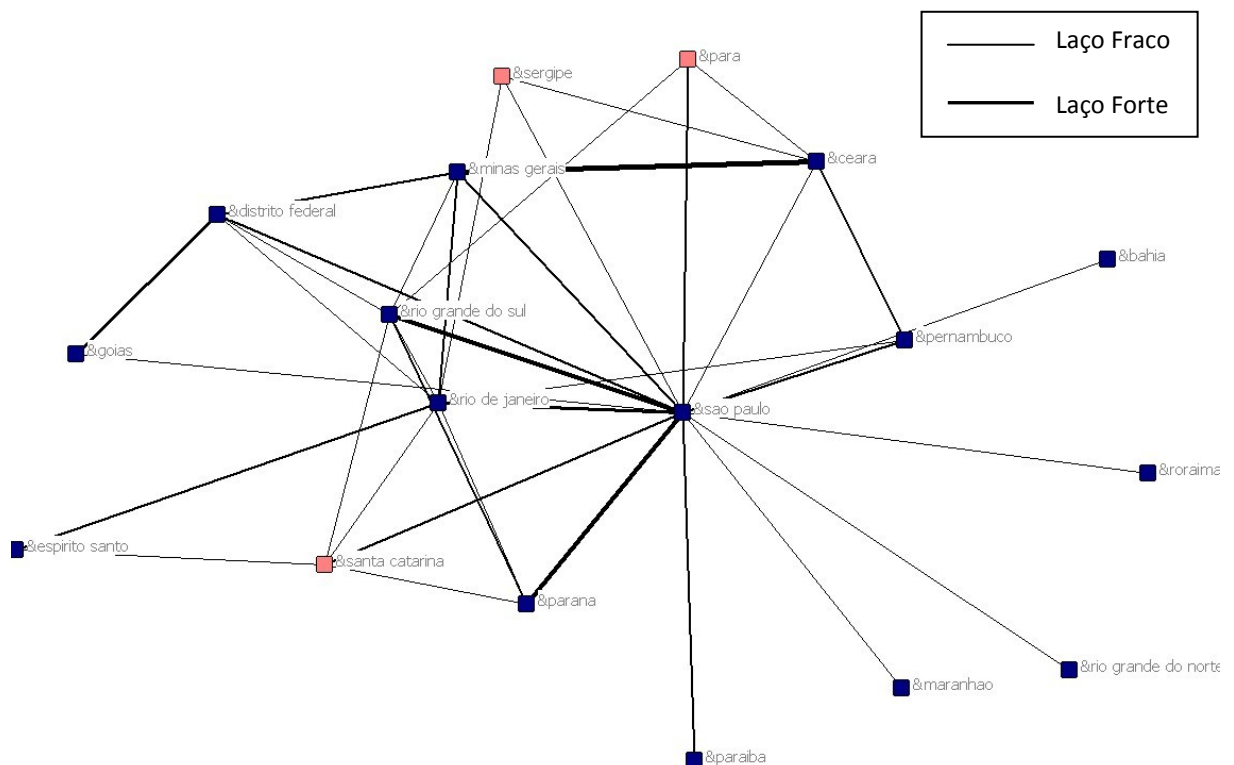 Laço Fraco
Laço Forte
&para
&sergipe
&ceara
&minas gerais
&distrito federal
&bahia
&rio grande do sul
&pernambuco
&goias
&rio de janeiro
&sao paulo
&roraima
&espirito santo
&santa catarina
&parana
&rio grande do norte
&maranhao
&paraiba